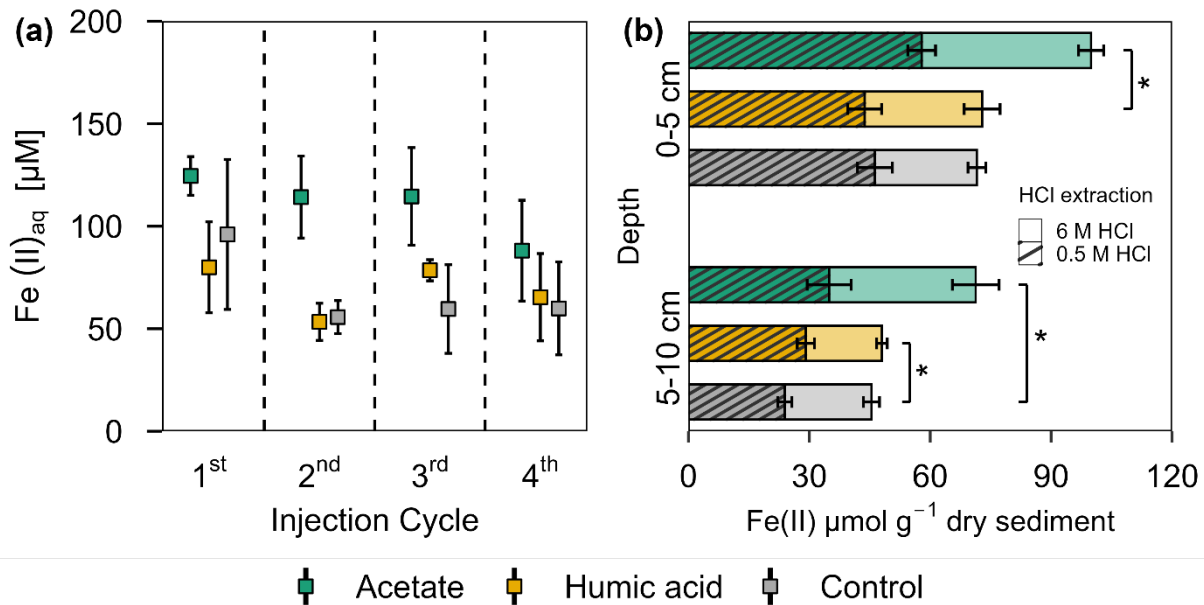 (a)
200
150
100
50
0
Fe (II)aq [µM]
1st 2nd 3rd 4th
Injection Cycle
(b)
0-5 cm
Depth
5-10 cm
*
*
*
HCl extraction
6 M HCl
0.5 M HCl
0 30 60 90 120
Fe(II) µmol g⁻¹ dry sediment
Acetate Humic acid Control